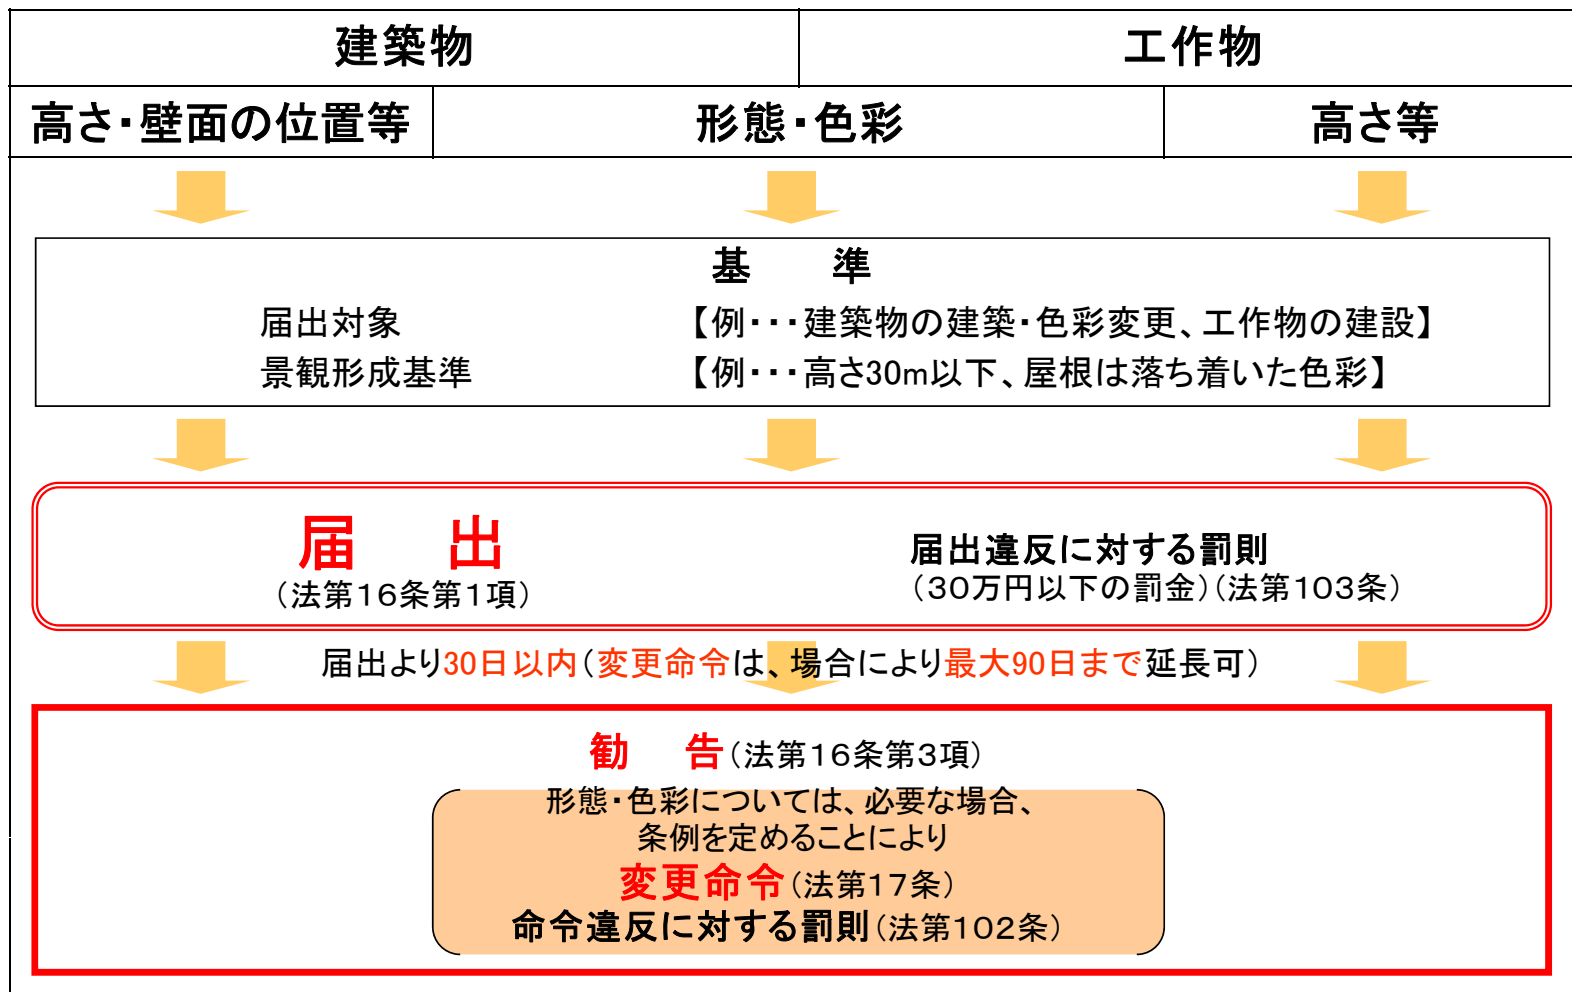 建築物
工作物
高さ・壁面の位置等
形態・色彩
高さ等
基　　準
届出対象　【例・・・建築物の建築・色彩変更、工作物の建設】
景観形成基準　【例・・・高さ30m以下、屋根は落ち着いた色彩】
届　出
（法第１６条第１項）
届出違反に対する罰則
（３０万円以下の罰金）（法第１０３条）
届出より30日以内（変更命令は、場合により最大90日まで延長可）
勧　告（法第１６条第３項）
形態・色彩については、必要な場合、
条例を定めることにより
変更命令（法第１７条）
命令違反に対する罰則（法第１０２条）